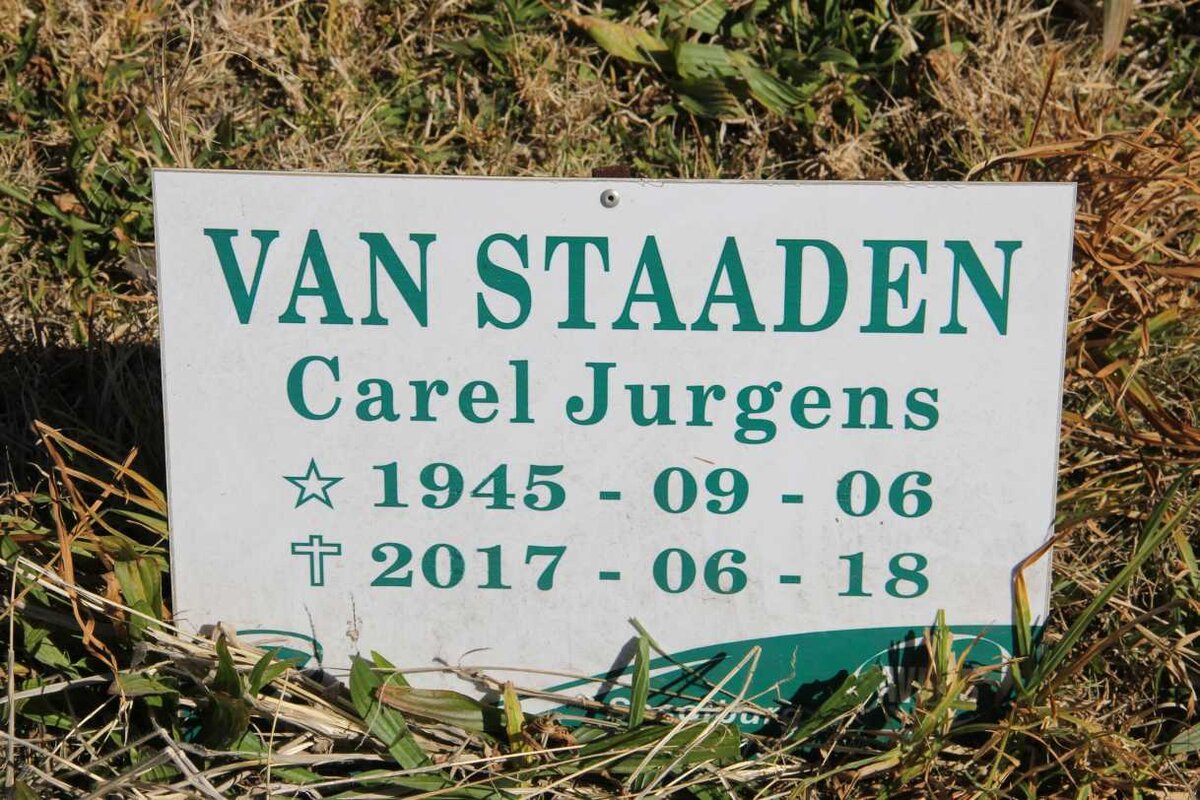 VAN STAADEN
Carel Jurgens
1945 - 09 - 06
2017 - 06 - 18